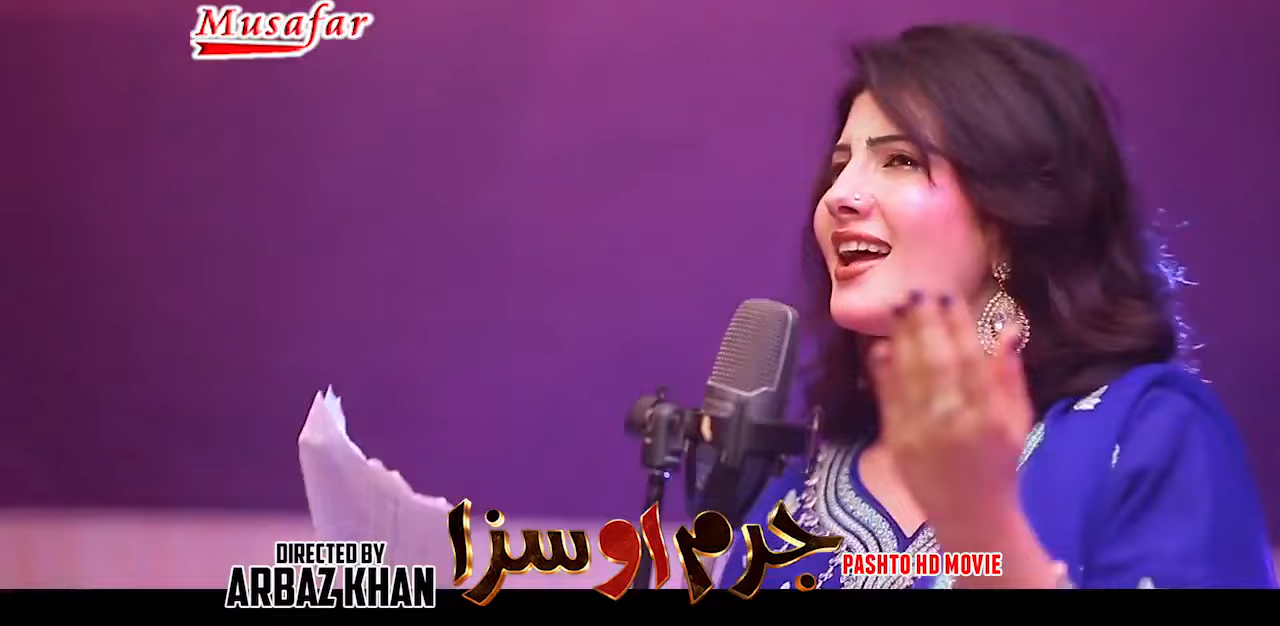 Musafar
DIRECTED BY
ARBAZ KHAN
جرم او سزا
PASHTO HD MOVIE